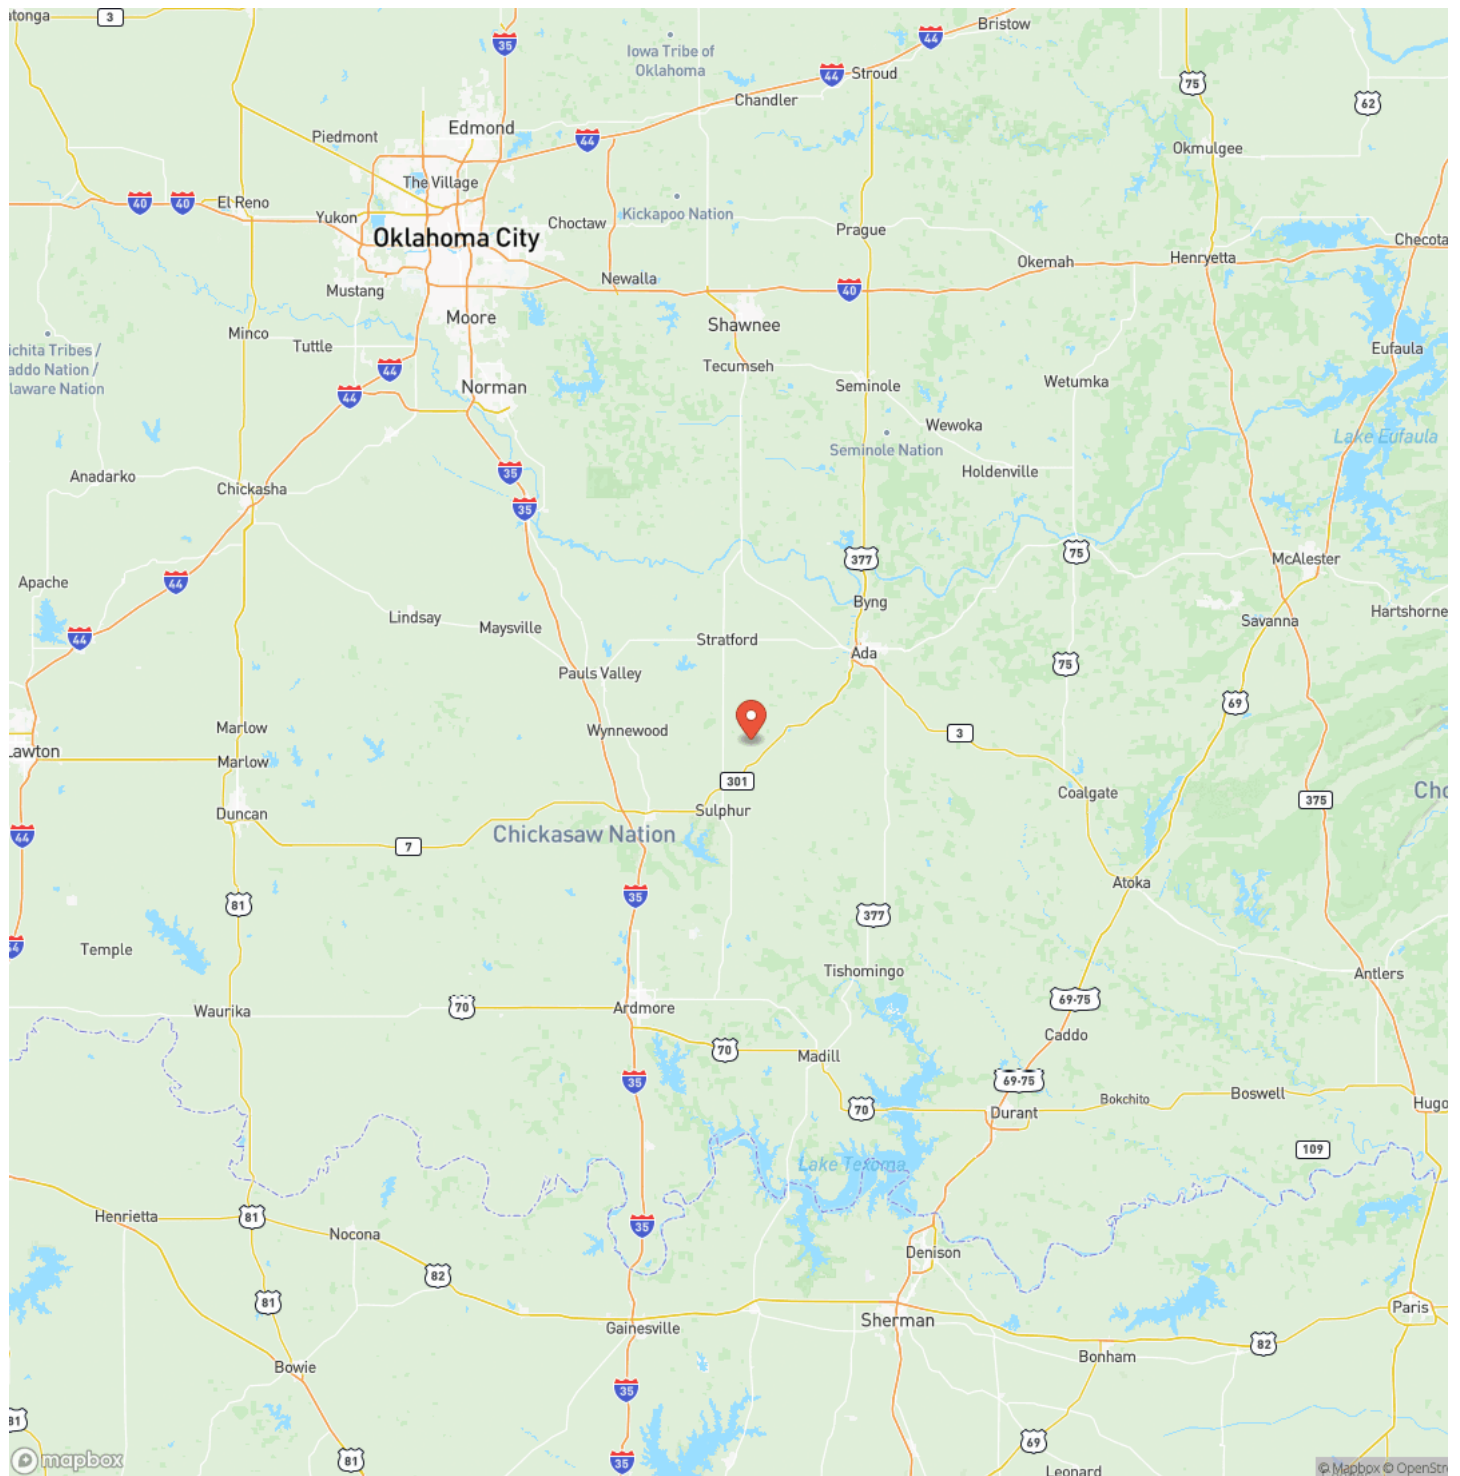 atonga
3
35
Iowa Tribe of
Oklahoma
44
Bristow
44
Stroud
75
62
Chandler
Edmond
Piedmont
44
Okmulgee
The Village
40
40
El Reno
Yukon
Choctaw
Kickapoo Nation
Oklahoma City
Prague
Checota
Henryetta
Okemah
Newalla
Mustang
40
Moore
Shawnee
Minco
Tuttle
ichita Tribes /
addo Nation /
laware Nation
Eufaula
44
Tecumseh
Norman
Seminole
Wetumka
44
Wewoka
Lake Eufaula
Seminole Nation
Holdenville
Anadarko
35
Chickasha
35
377
75
McAlester
Apache
44
Byng
Hartshorne
Lindsay
Maysville
Savanna
44
Stratford
Ada
75
Pauls Valley
69
Marlow
Wynnewood
3
Lawton
Marlow
301
Coalgate
375
Cho
Duncan
Sulphur
44
Chickasaw Nation
7
Atoka
35
81
377
44
Temple
Tishomingo
Antlers
69-75
Waurika
70
Ardmore
Caddo
70
Madill
35
69-75
Boswell
Bokchito
Hugo
70
Durant
109
Lake Texoma
Henrietta
81
35
Nocona
Denison
82
81
Paris
Sherman
Gainesville
82
Bonham
Bowie
35
81
69
mapbox
81
35
Leonard
© Mapbox © OpenStre